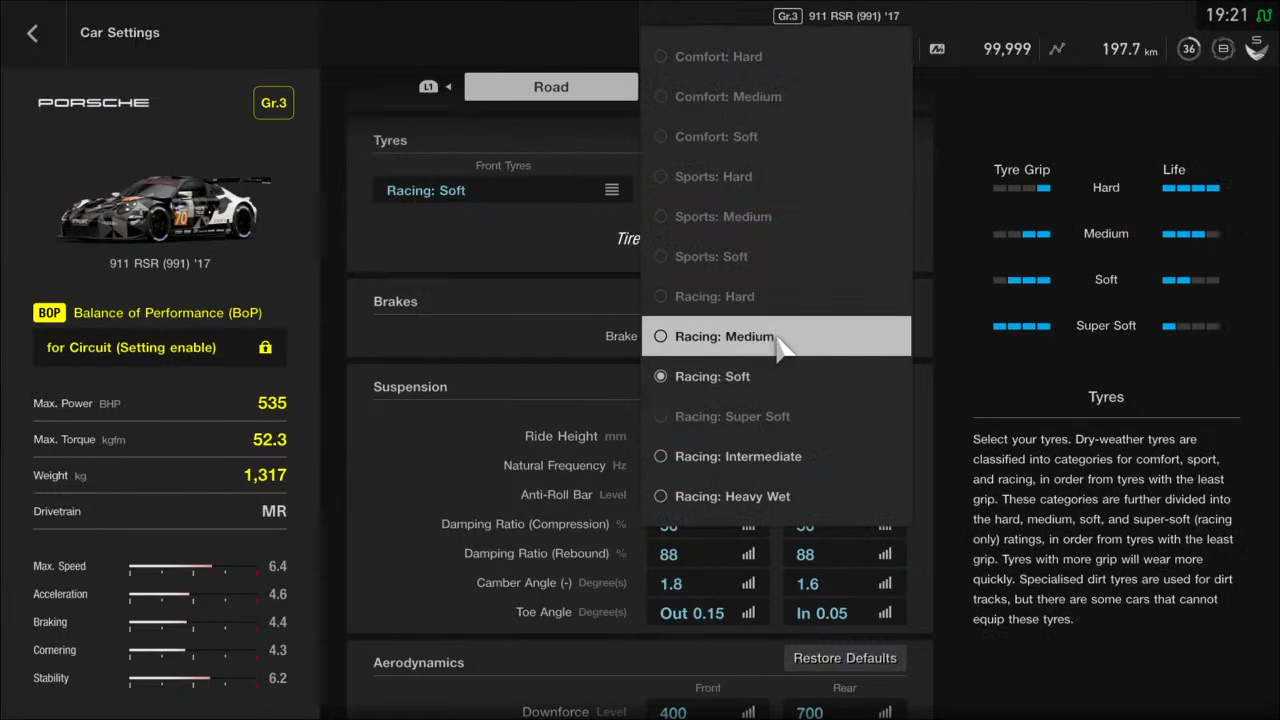 Gr.3 911 RSR (991) '17
19:21
Car Settings
S
99,999
197.7 km
36
B
PORSCHE
Gr.3
70
911 RSR (991) '17
BOP Balance of Performance (BoP)
for Circuit (Setting enable)
Max. Power BHP 535
Max. Torque kgfm 52.3
Weight kg 1,317
Drivetrain MR
Max. Speed 6.4
Acceleration 4.6
Braking 4.4
Cornering 4.3
Stability 6.2
L1 Road
Tyres
Front Tyres
Racing: Soft
Tire
Brakes
Brake
Suspension
Ride Height mm
Natural Frequency Hz
Anti-Roll Bar Level
Damping Ratio (Compression) %
Damping Ratio (Rebound) % 88 88
Camber Angle (-) Degree(s) 1.8 1.6
Toe Angle Degree(s) Out 0.15 In 0.05
Aerodynamics
Restore Defaults
Front Rear
Downforce Level 400 700
Comfort: Hard
Comfort: Medium
Comfort: Soft
Sports: Hard
Sports: Medium
Sports: Soft
Racing: Hard
Racing: Medium
Racing: Soft
Racing: Super Soft
Racing: Intermediate
Racing: Heavy Wet
Tyre Grip Life
Hard
Medium
Soft
Super Soft
Tyres
Select your tyres. Dry-weather tyres are
classified into categories for comfort, sport,
and racing, in order from tyres with the least
grip. These categories are further divided into
the hard, medium, soft, and super-soft (racing
only) ratings, in order from tyres with the least
grip. Tyres with more grip will wear more
quickly. Specialised dirt tyres are used for dirt
tracks, but there are some cars that cannot
equip these tyres.